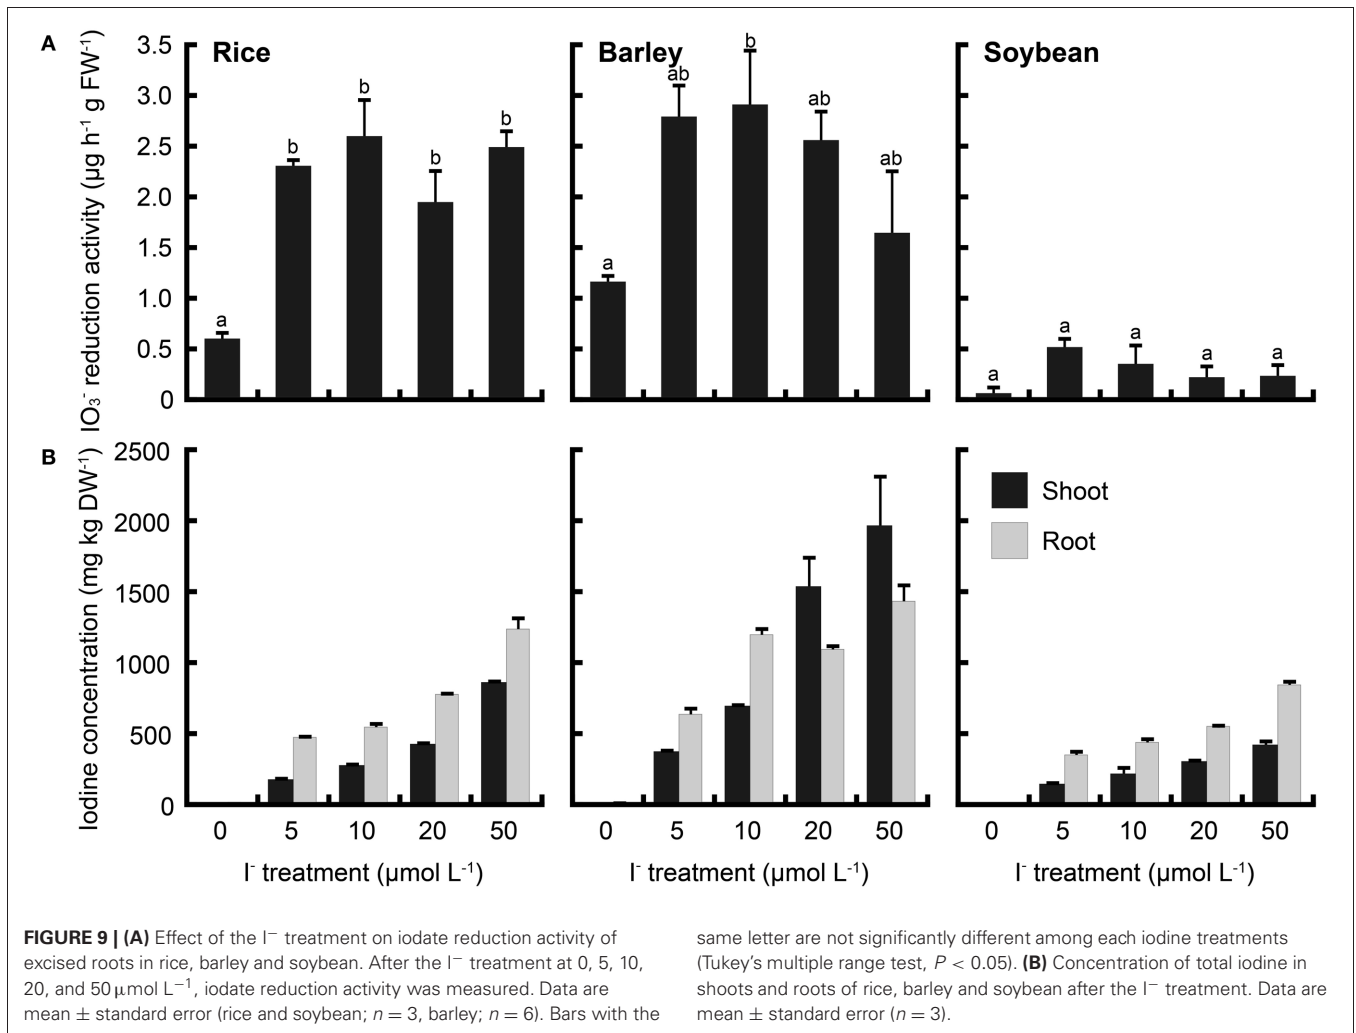 A
IO₃⁻ reduction activity (µg h⁻¹ g FW⁻¹)
3.5
3.0
2.5
2.0
1.5
1.0
0.5
0
Rice
a
b
b
b
b
Barley
a
ab
b
ab
ab
Soybean
a
a
a
a
a
B
Iodine concentration (mg kg DW⁻¹)
2500
2000
1500
1000
500
0
Shoot
Root
0 5 10 20 50
0 5 10 20 50
0 5 10 20 50
I⁻ treatment (µmol L⁻¹)
I⁻ treatment (µmol L⁻¹)
I⁻ treatment (µmol L⁻¹)
FIGURE 9 | (A) Effect of the I⁻ treatment on iodate reduction activity of
excised roots in rice, barley and soybean. After the I⁻ treatment at 0, 5, 10,
20, and 50 µmol L⁻¹, iodate reduction activity was measured. Data are
mean ± standard error (rice and soybean; n = 3, barley; n = 6). Bars with the
same letter are not significantly different among each iodine treatments
(Tukey's multiple range test, P < 0.05). (B) Concentration of total iodine in
shoots and roots of rice, barley and soybean after the I⁻ treatment. Data are
mean ± standard error (n = 3).